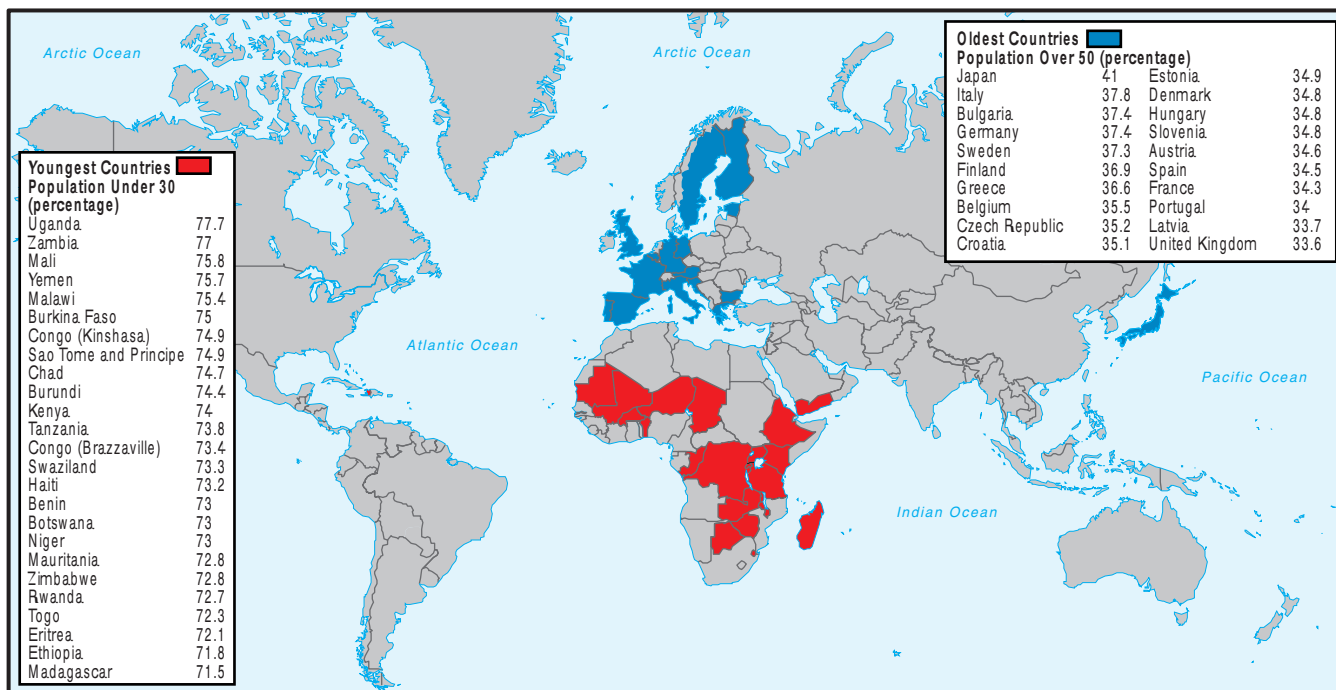 Arctic Ocean
Arctic Ocean
Oldest Countries
Population Over 50 (percentage)
Japan 41 Estonia 34.9
Italy 37.8 Denmark 34.8
Bulgaria 37.4 Hungary 34.8
Germany 37.4 Slovenia 34.8
Sweden 37.3 Austria 34.6
Finland 36.9 Spain 34.5
Greece 36.6 France 34.3
Belgium 35.5 Portugal 34
Czech Republic 35.2 Latvia 33.7
Croatia 35.1 United Kingdom 33.6
Youngest Countries
Population Under 30
(percentage)
Uganda 77.7
Zambia 77
Mali 75.8
Yemen 75.7
Malawi 75.4
Burkina Faso 75
Congo (Kinshasa) 74.9
Sao Tome and Principe 74.9
Chad 74.7
Burundi 74.4
Kenya 74
Tanzania 73.8
Congo (Brazzaville) 73.4
Swaziland 73.3
Haiti 73.2
Benin 73
Botswana 73
Niger 73
Mauritania 72.8
Zimbabwe 72.8
Rwanda 72.7
Togo 72.3
Eritrea 72.1
Ethiopia 71.8
Madagascar 71.5
Atlantic Ocean
Pacific Ocean
Indian Ocean